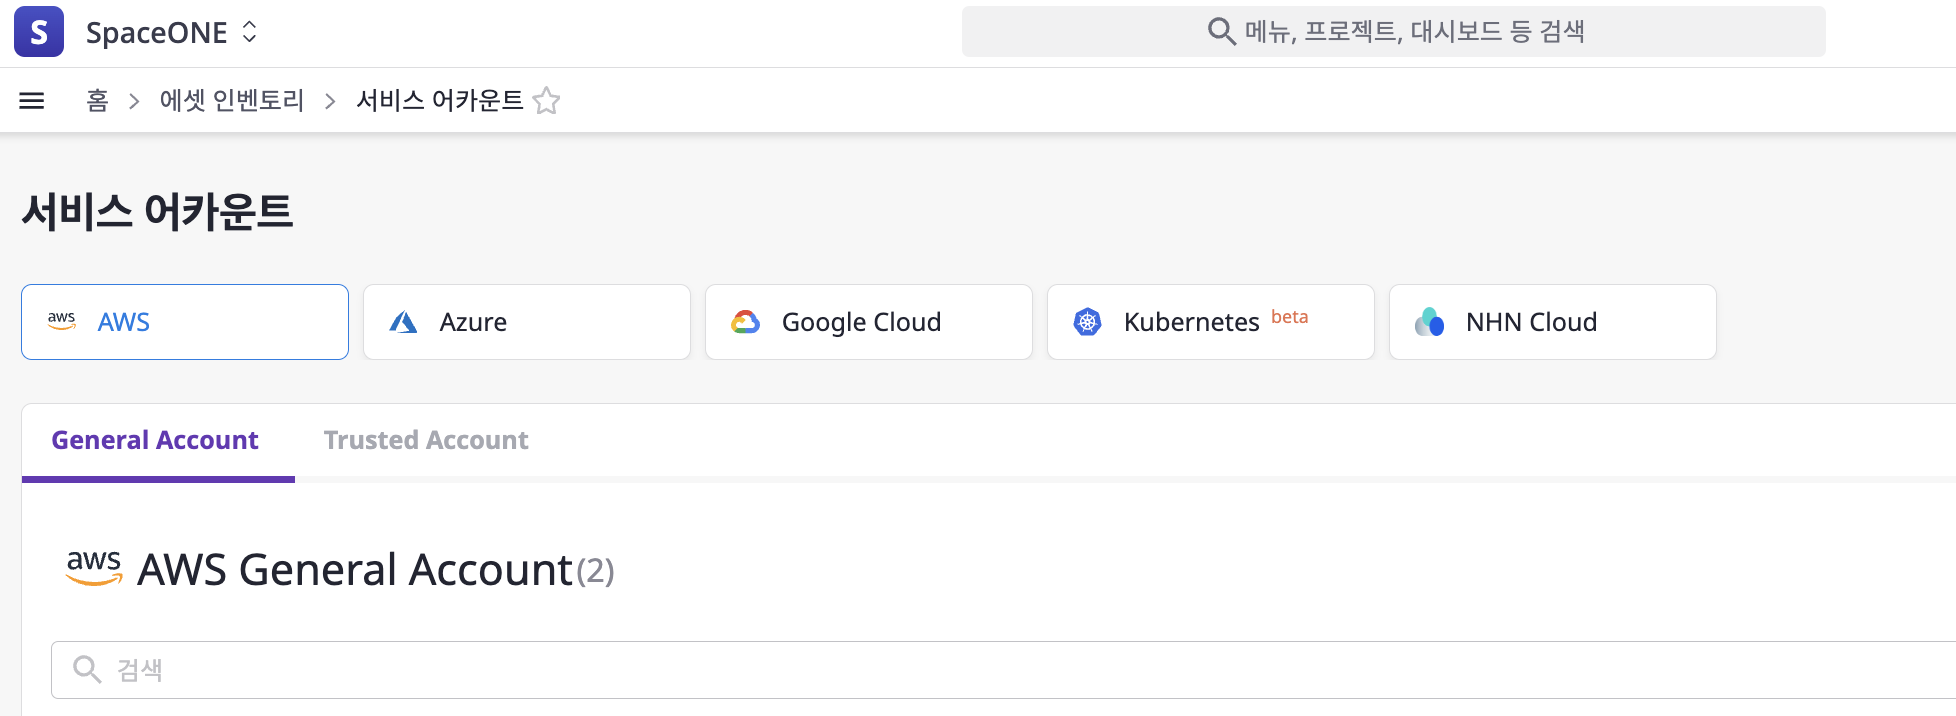 S SpaceONE 메뉴, 프로젝트, 대시보드 등 검색
홈 > 에셋 인벤토리 > 서비스 어카운트
서비스 어카운트
aws AWS Azure Google Cloud Kubernetes beta NHN Cloud
General Account Trusted Account
aws AWS General Account (2)
검색